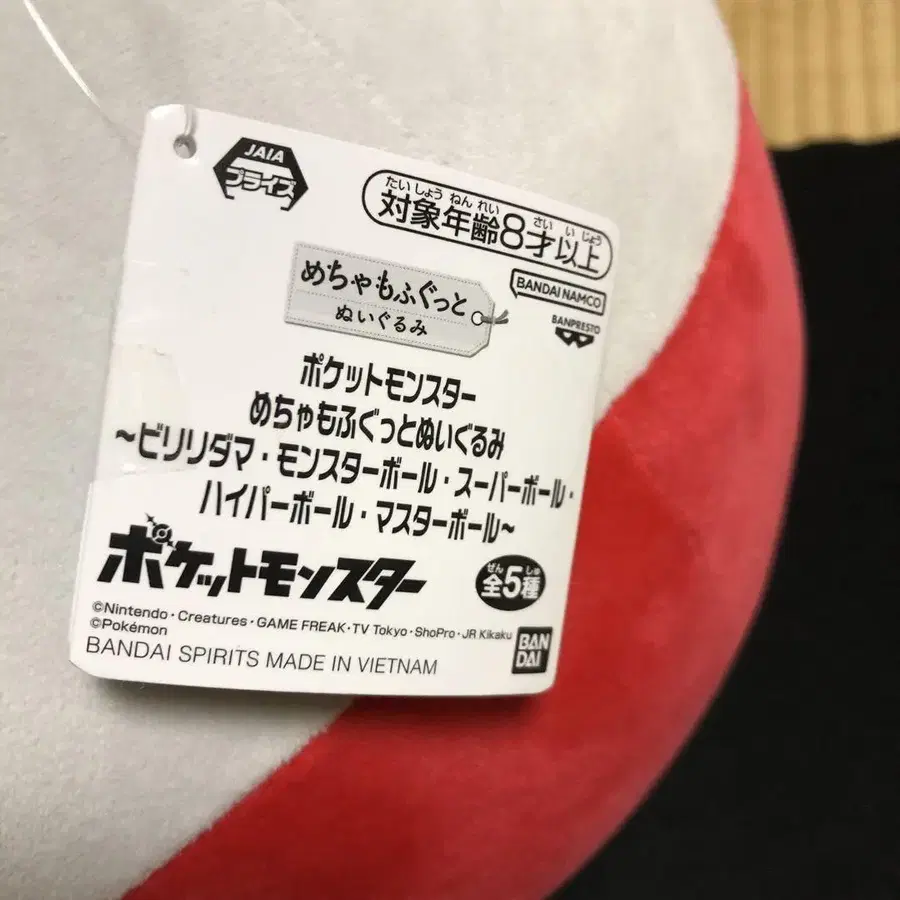 JAIA
プライズ
たいしょう ねん れい さい い じょう
対象年齢8才以上
めちゃもふぐっと
ぬいぐるみ
BANDAI NAMCO
BANPRESTO
ポケットモンスター
めちゃもふぐっとぬいぐるみ
~ビリリダマ・モンスターボール・スーパーボール・
ハイパーボール・マスターボール~
ポケットモンスター
ぜん しゅ
全5種
©Nintendo・Creatures・GAME FREAK・TV Tokyo・ShoPro・JR Kikaku
©Pokémon
BANDAI SPIRITS MADE IN VIETNAM
BAN
DAI